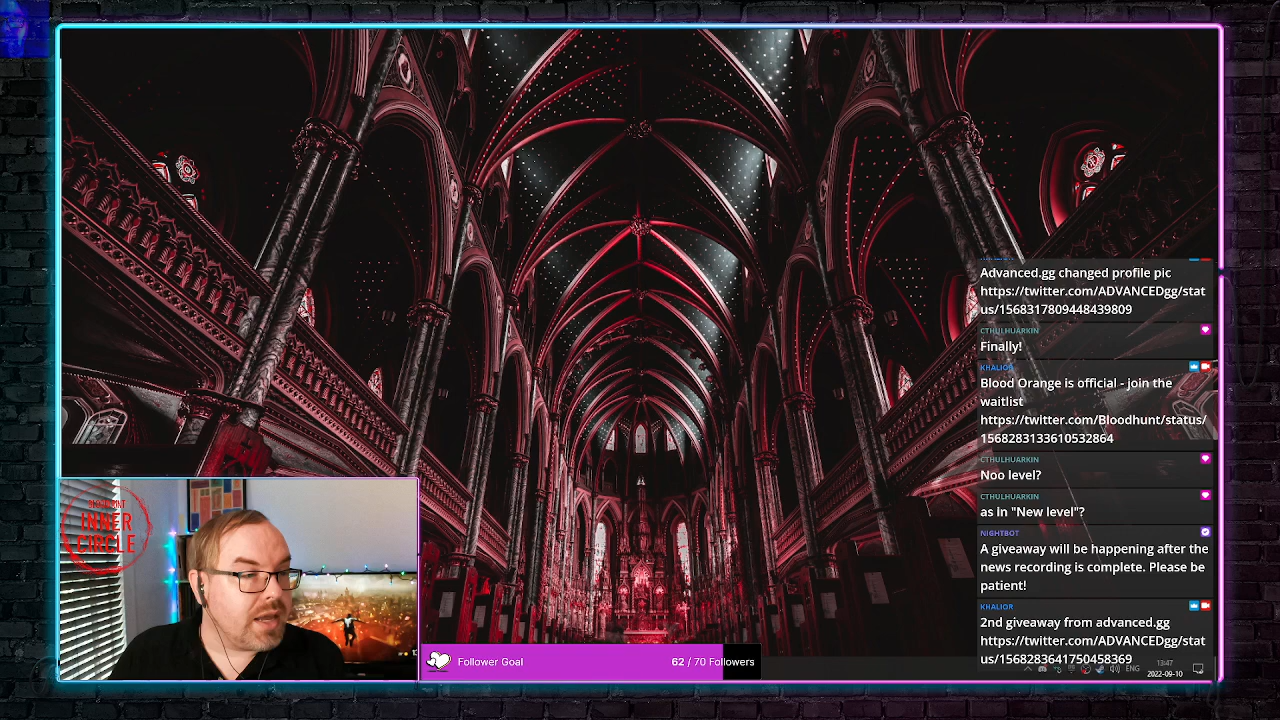 Advanced.gg changed profile pic
https://twitter.com/ADVANCEDgg/stat
us/1568317809448439809
CTHULHUARKIN
Finally!
KHALIOR
Blood Orange is official - join the
waitlist
https://twitter.com/Bloodhunt/status/
1568283133610532864
CTHULHUARKIN
Noo level?
CTHULHUARKIN
as in "New level"?
NIGHTBOT
A giveaway will be happening after the
news recording is complete. Please be
patient!
KHALIOR
2nd giveaway from advanced.gg
https://twitter.com/ADVANCEDgg/stat
us/1568283641750458369
ENG
13:47
2022-09-10
INNER
CIRCLE
Follower Goal
62 / 70 Followers